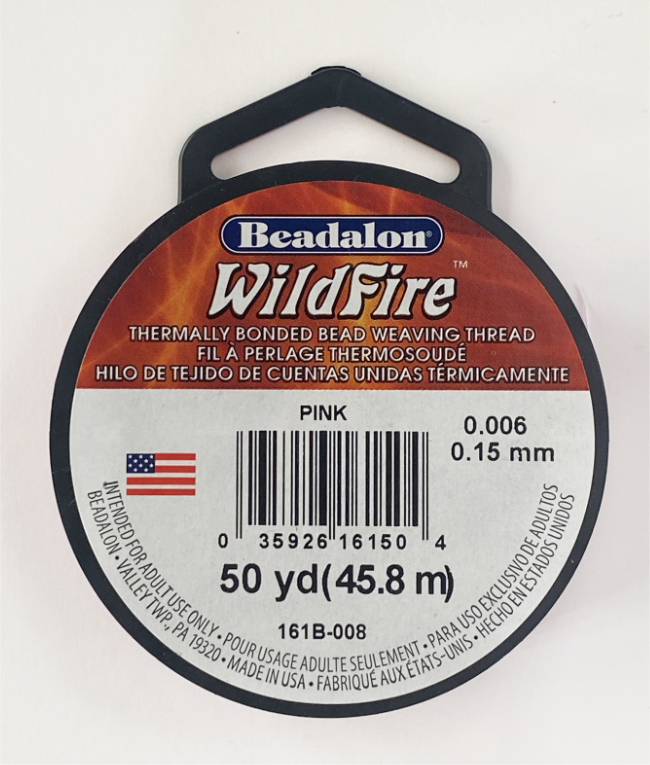 Beadalon®
WildFire™
THERMALLY BONDED BEAD WEAVING THREAD
FIL À PERLAGE THERMOSOUDÉ
HILO DE TEJIDO DE CUENTAS UNIDAS TÉRMICAMENTE
PINK
0.006
0.15 mm
0 35926 16150 4
50 yd(45.8 m)
161B-008
INTENDED FOR ADULT USE ONLY • POUR USAGE ADULTE SEULEMENT • PARA USO EXCLUSIVO DE ADULTOS
BEADALON • VALLEY TWP., PA 19320 • MADE IN USA • FABRIQUÉ AUX ÉTATS-UNIS • HECHO EN ESTADOS UNIDOS